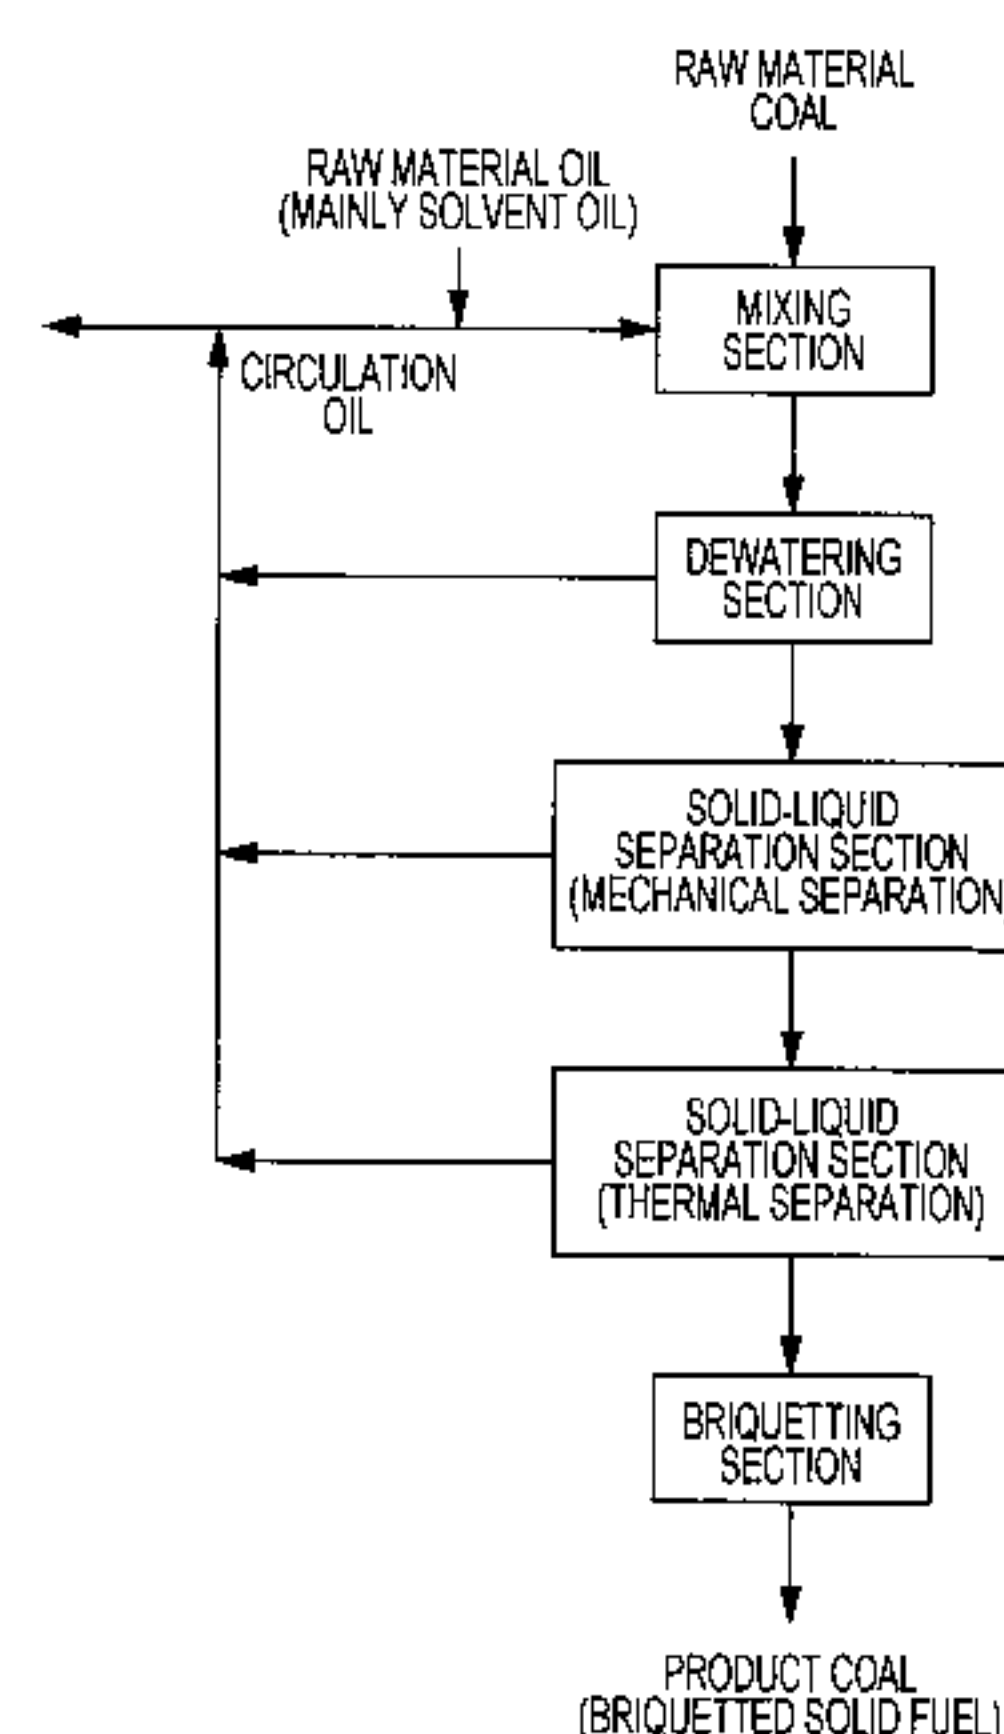 RAW MATERIAL
COAL
RAW MATERIAL OIL
(MAINLY SOLVENT OIL)
MIXING
SECTION
CIRCULATION
OIL
DEWATERING
SECTION
SOLID-LIQUID
SEPARATION SECTION
(MECHANICAL SEPARATION)
SOLID-LIQUID
SEPARATION SECTION
(THERMAL SEPARATION)
BRIQUETTING
SECTION
PRODUCT COAL
(BRIQUETTED SOLID FUEL)